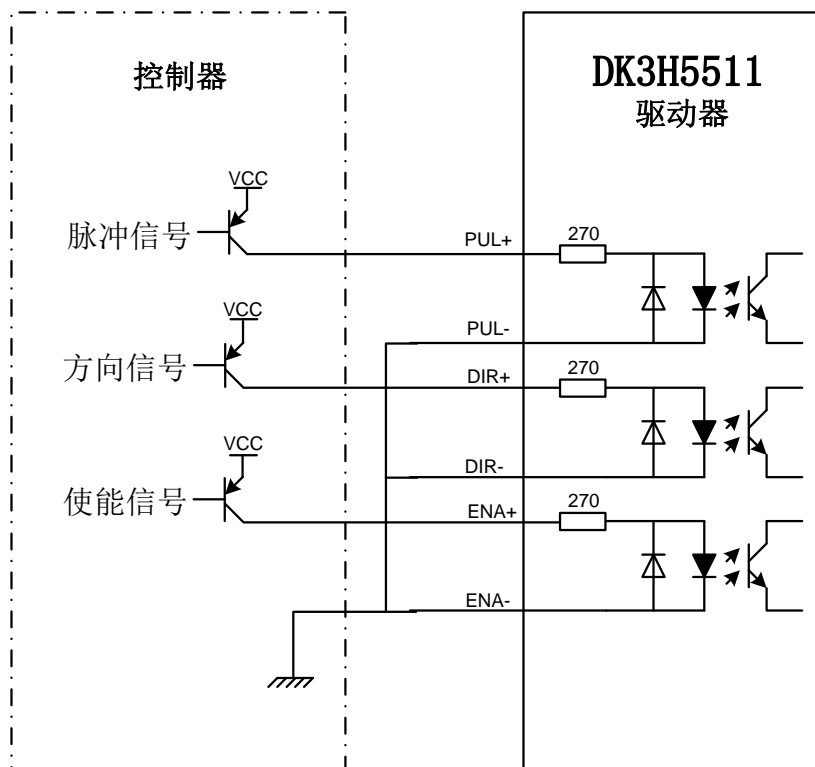 控制器
DK3H5511
驱动器
VCC
脉冲信号
PUL+
270
PUL-
VCC
方向信号
DIR+
270
DIR-
VCC
使能信号
ENA+
270
ENA-